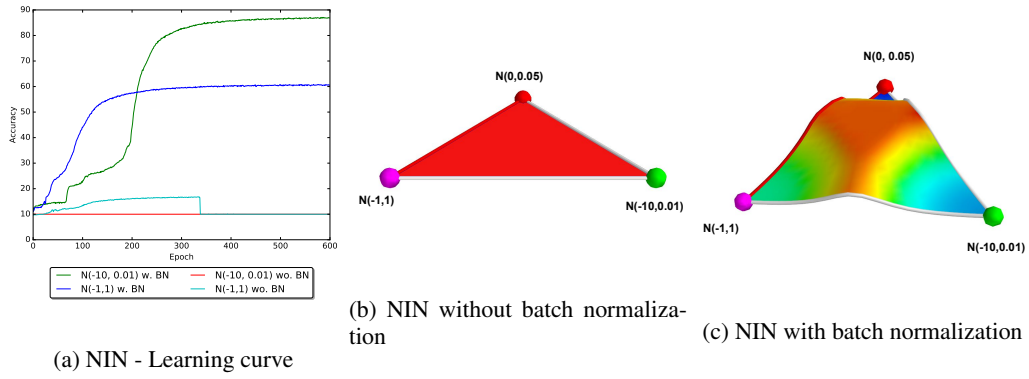 90
80
70
60
50
40
30
20
10
0
Accuracy
0 100 200 300 400 500 600
Epoch
N(-10, 0.01) w. BN
N(-10, 0.01) wo. BN
N(-1,1) w. BN
N(-1,1) wo. BN
(a) NIN - Learning curve
N(0,0.05)
N(-1,1)
N(-10,0.01)
(b) NIN without batch normaliza-
tion
N(0, 0.05)
N(-1,1)
N(-10,0.01)
(c) NIN with batch normalization